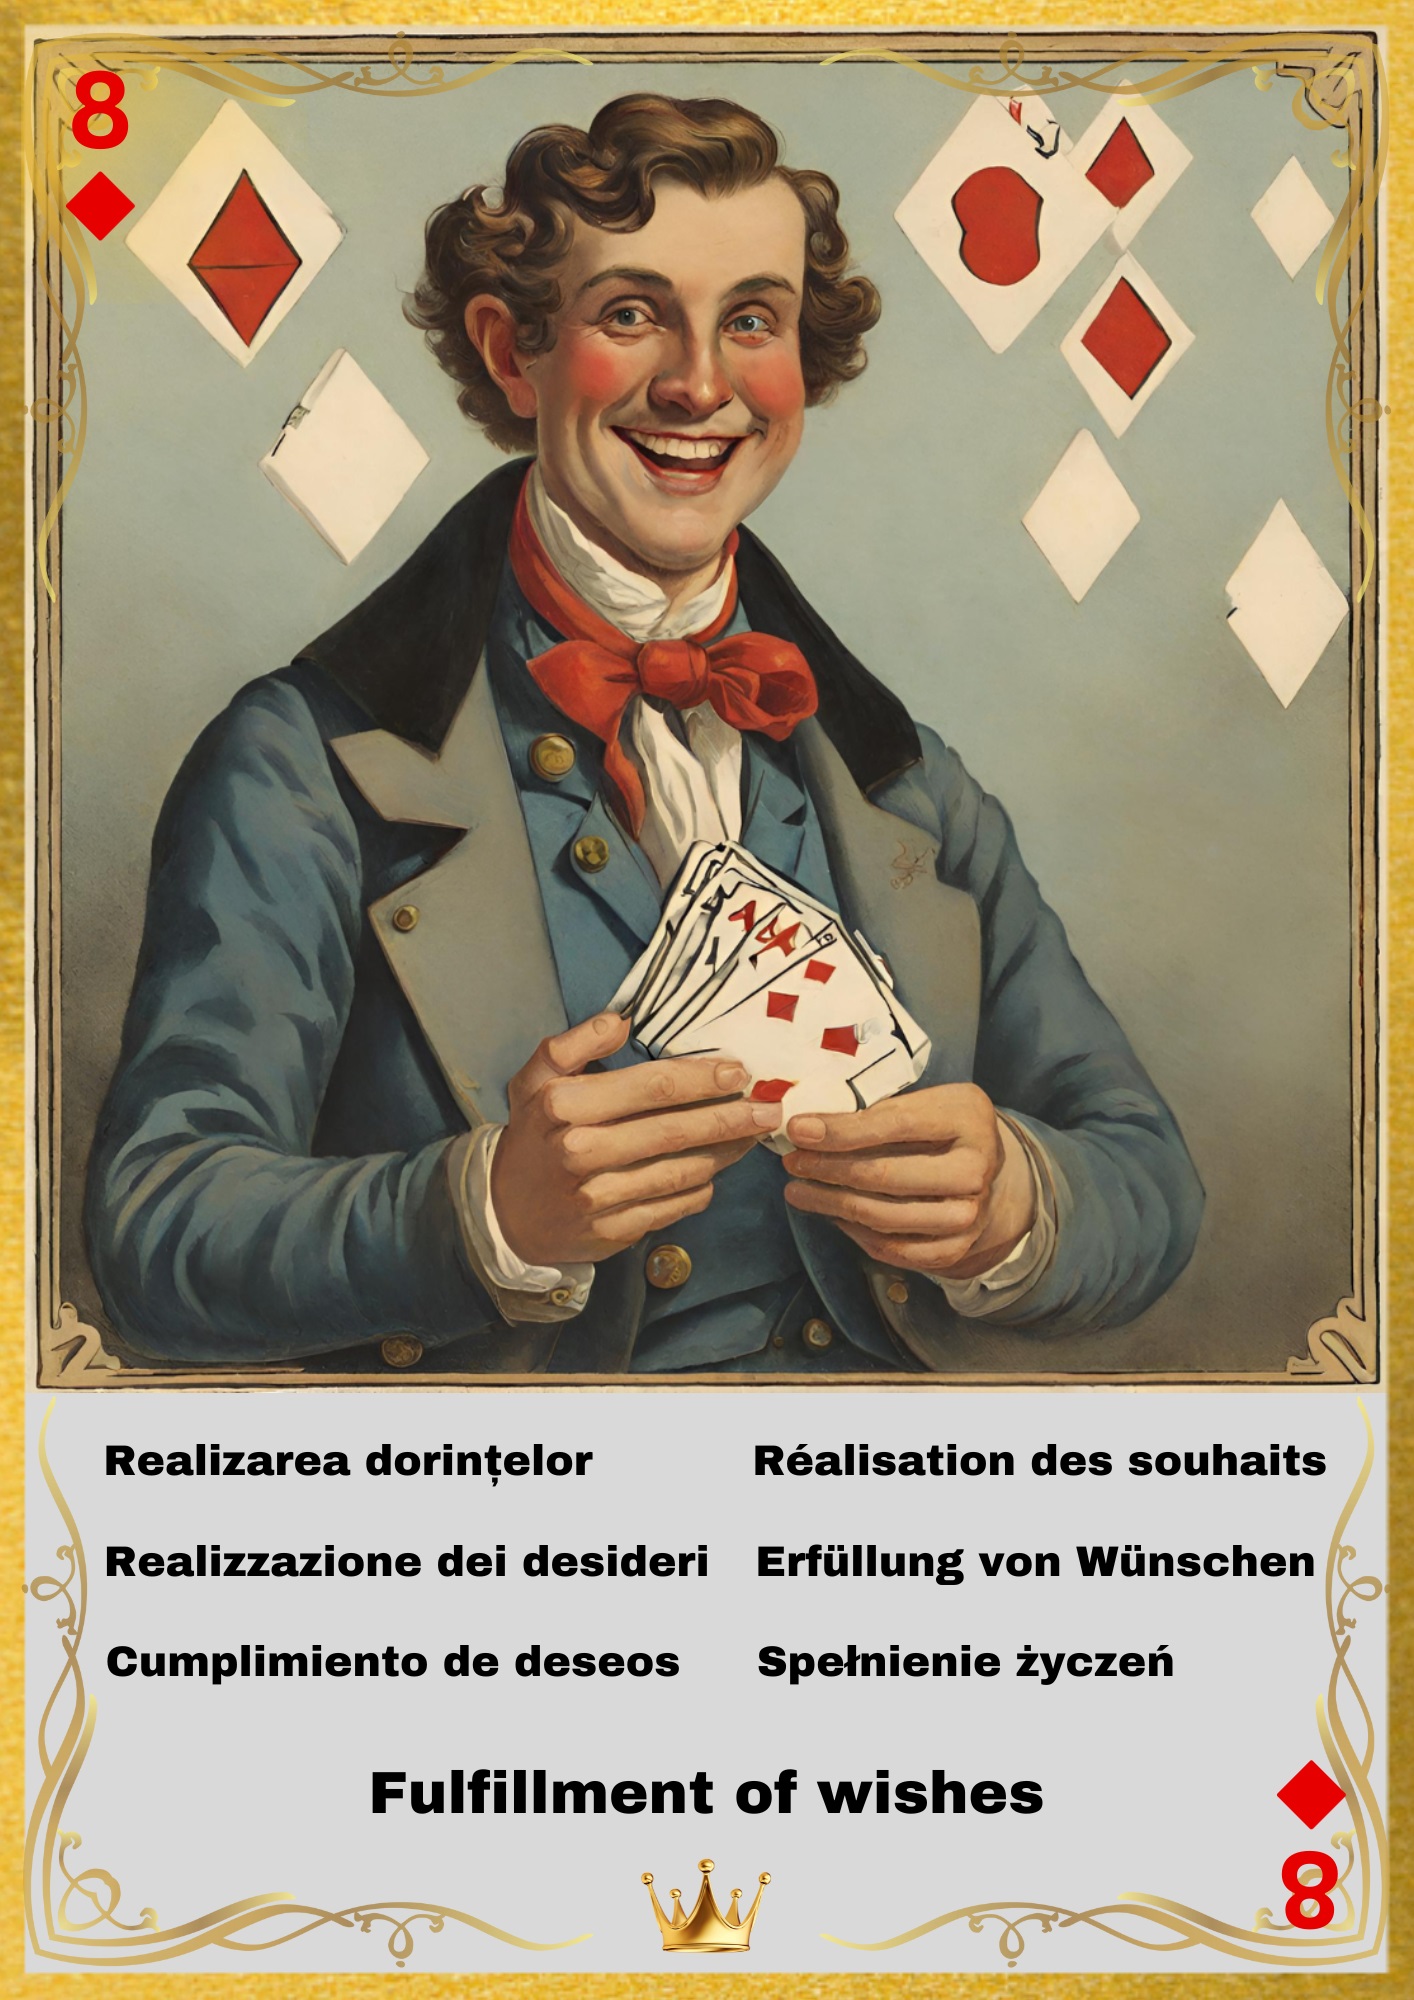 8
Realizarea dorințelor
Réalisation des souhaits
Realizzazione dei desideri
Erfüllung von Wünschen
Cumplimiento de deseos
Spełnienie życzeń
Fulfillment of wishes
8